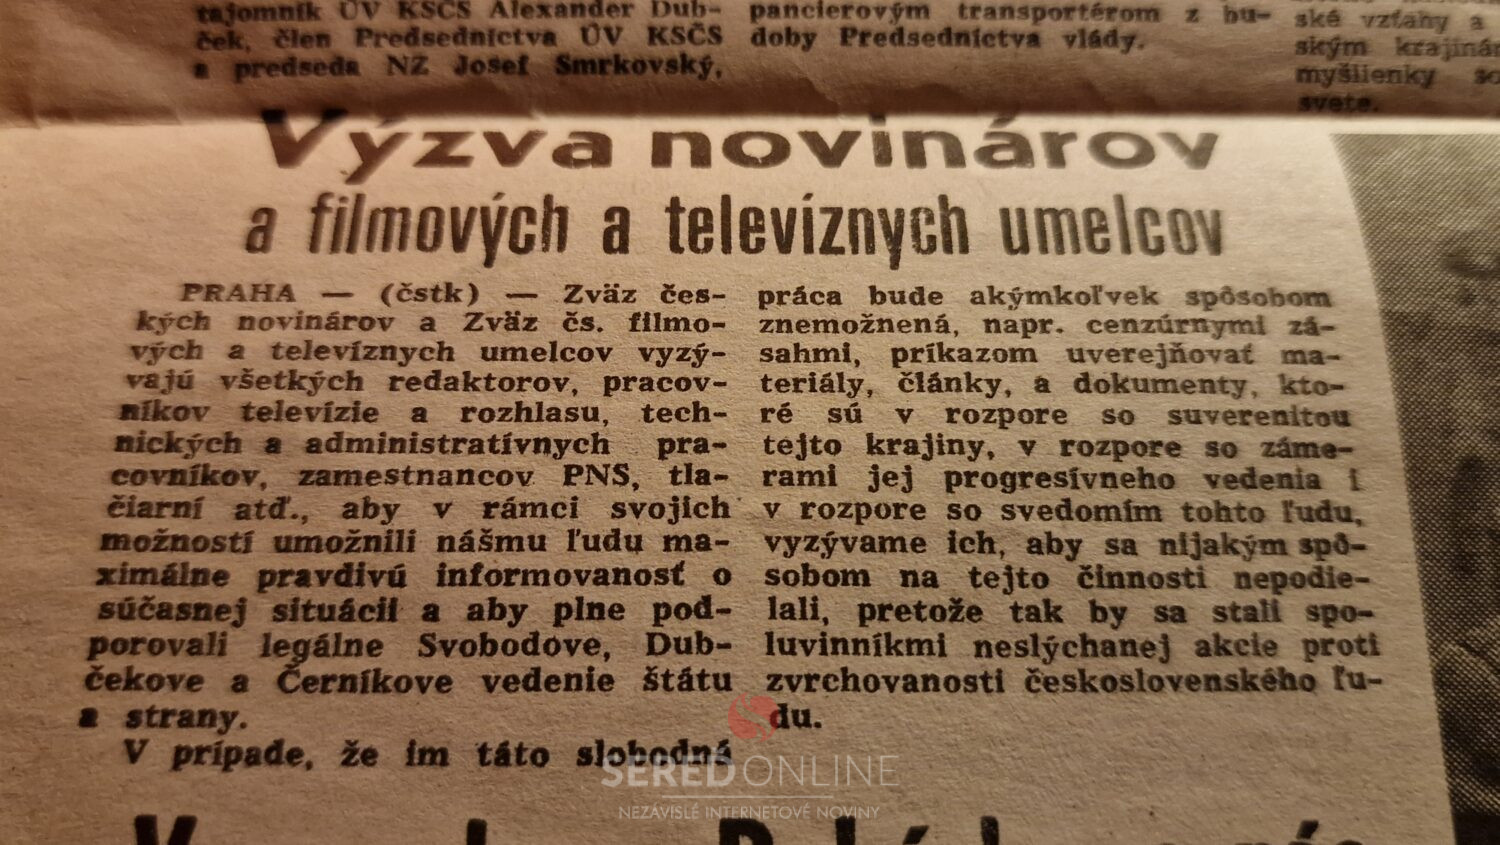 tajomník ÚV KSČS Alexander Dub-
ček, člen Predsedníctva ÚV KSČS
a predseda NZ Josef Smrkovský,
pancierovým transportérom z bu-
doby Predsedníctva vlády.
ské vzťahy a
ským krajinám
myšlienky so
svete.
Výzva novinárov
a filmových a televíznych umelcov
PRAHA — (čstk) — Zväz čes-
kých novinárov a Zväz čs. filmo-
vých a televíznych umelcov vyzý-
vajú všetkých redaktorov, pracov-
níkov televízie a rozhlasu, tech-
nických a administratívnych pra-
covníkov, zamestnancov PNS, tla-
čiarní atď., aby v rámci svojich
možností umožnili nášmu ľudu ma-
ximálne pravdivú informovanosť o
súčasnej situácii a aby plne pod-
porovali legálne Svobodove, Dub-
čekove a Černíkove vedenie štátu
a strany.
V prípade, že im táto slobodná
práca bude akýmkoľvek spôsobom
znemožnená, napr. cenzúrnymi zá-
sahmi, príkazom uverejňovať ma-
teriály, články, a dokumenty, kto-
ré sú v rozpore so suverenitou
tejto krajiny, v rozpore so záme-
rami jej progresívneho vedenia i
v rozpore so svedomím tohto ľudu,
vyzývame ich, aby sa nijakým spô-
sobom na tejto činnosti nepodie-
lali, pretože tak by sa stali spo-
luvinníkmi neslýchanej akcie proti
zvrchovanosti československého ľu-
du.
SEREĎ ONLINE
NEZÁVISLÉ INTERNETOVÉ NOVINY